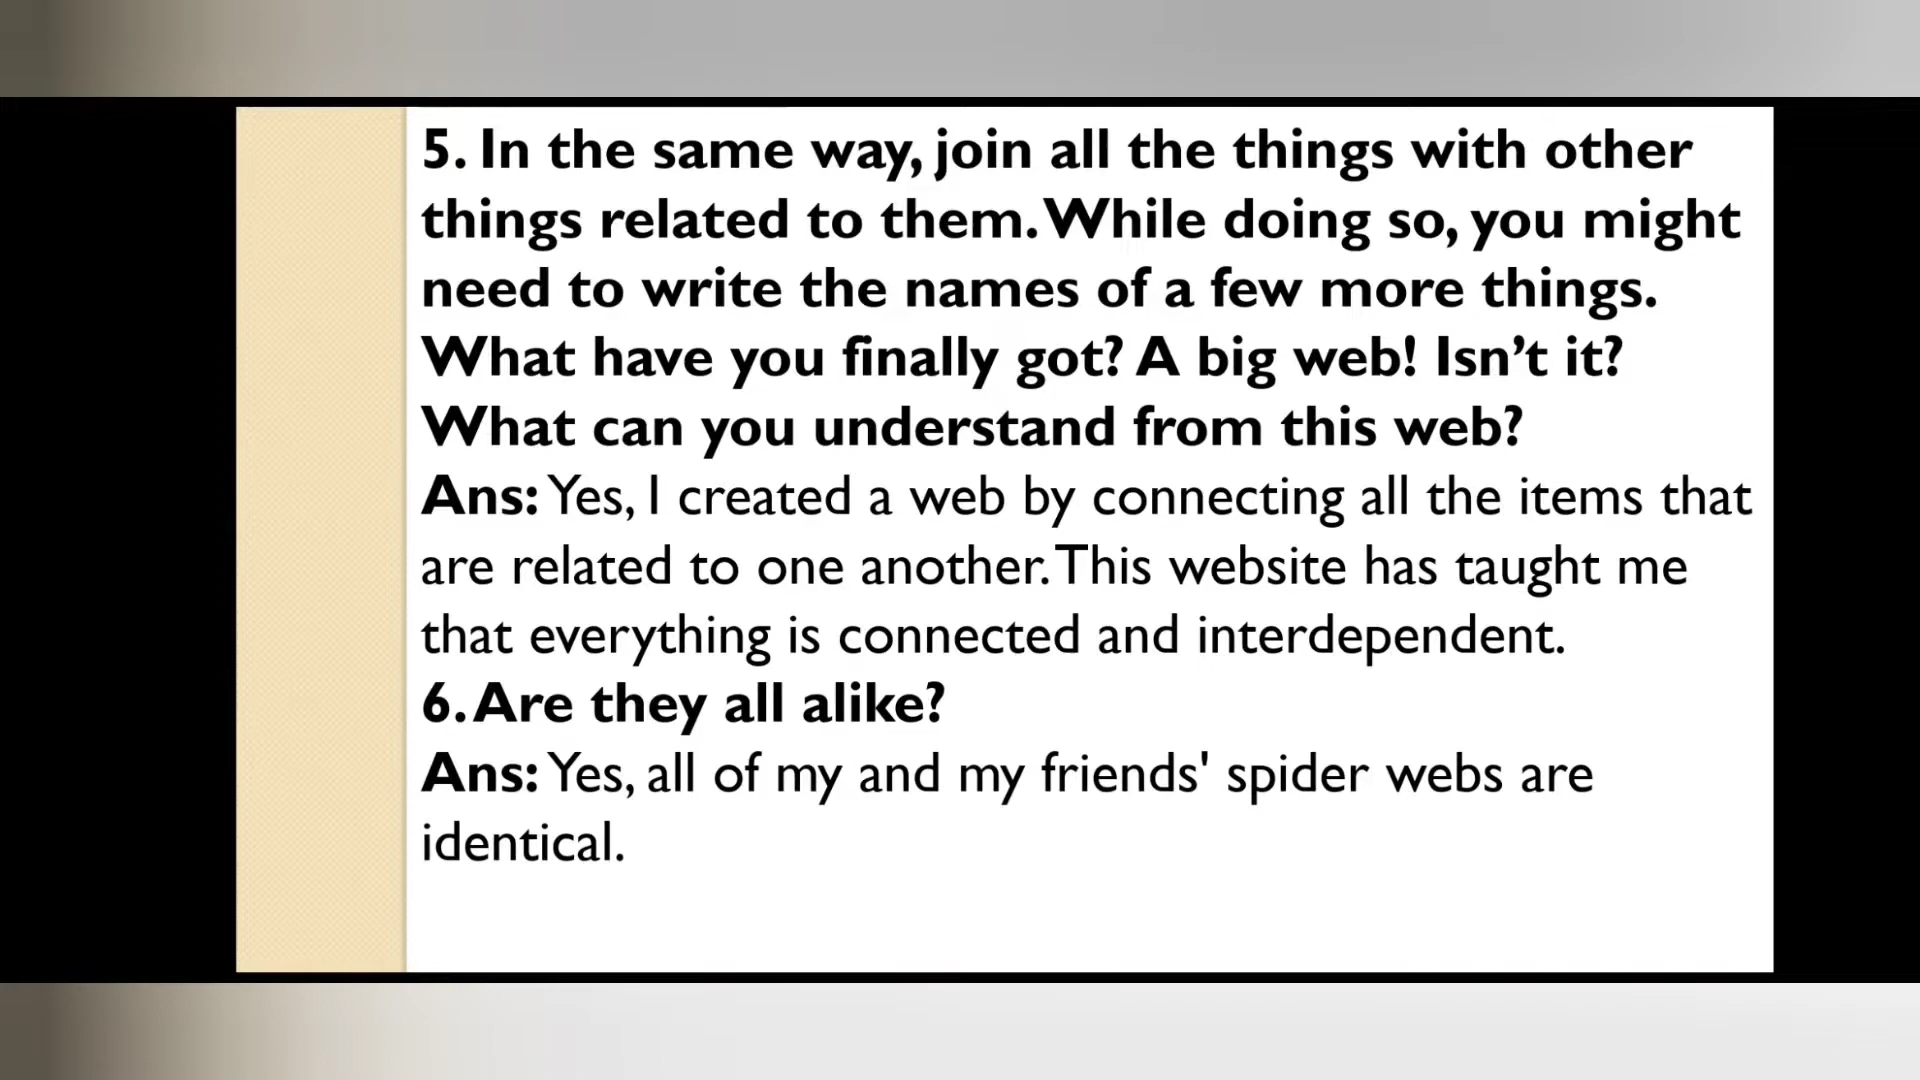 5. In the same way, join all the things with other
things related to them. While doing so, you might
need to write the names of a few more things.
What have you finally got? A big web! Isn’t it?
What can you understand from this web?
Ans: Yes, I created a web by connecting all the items that
are related to one another. This website has taught me
that everything is connected and interdependent.
6. Are they all alike?
Ans: Yes, all of my and my friends' spider webs are
identical.